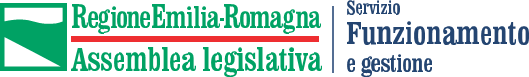 RegioneEmilia-Romagna
Assemblea legislativa
Servizio
Funzionamento
e gestione